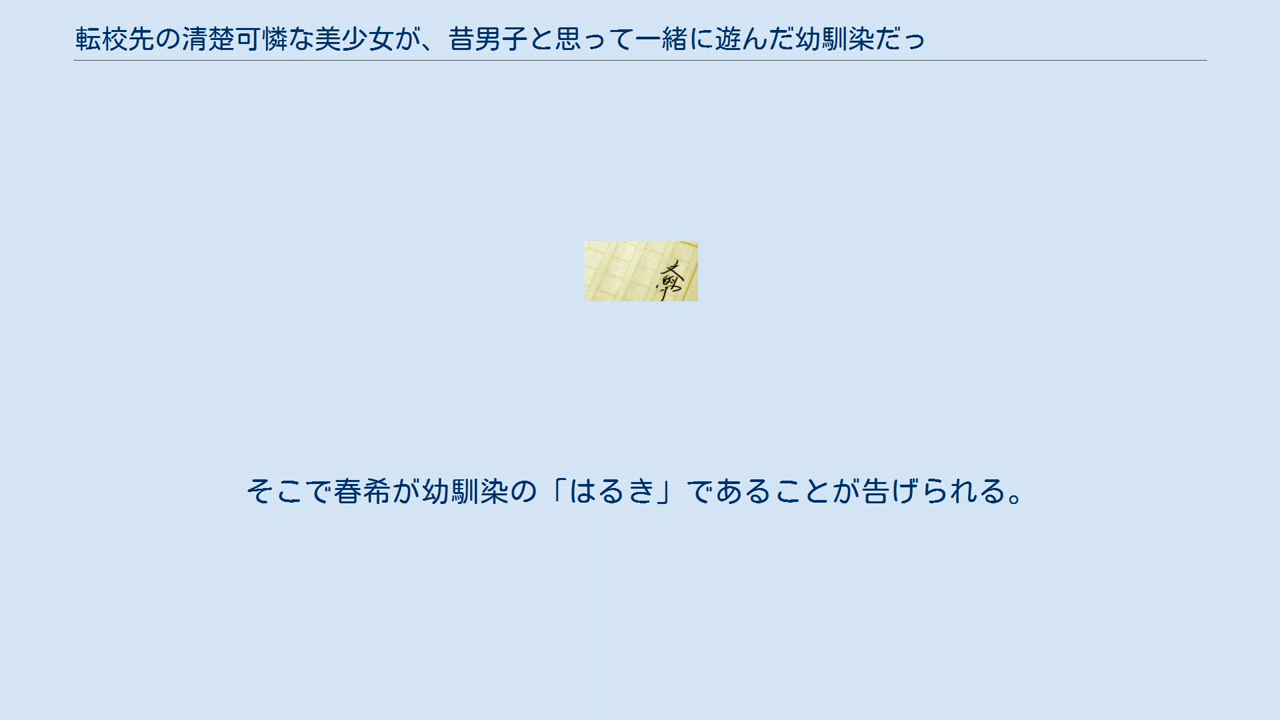 転校先の清楚可憐な美少女が、昔男子と思って一緒に遊んだ幼馴染だっ
そこで春希が幼馴染の「はるき」であることが告げられる。